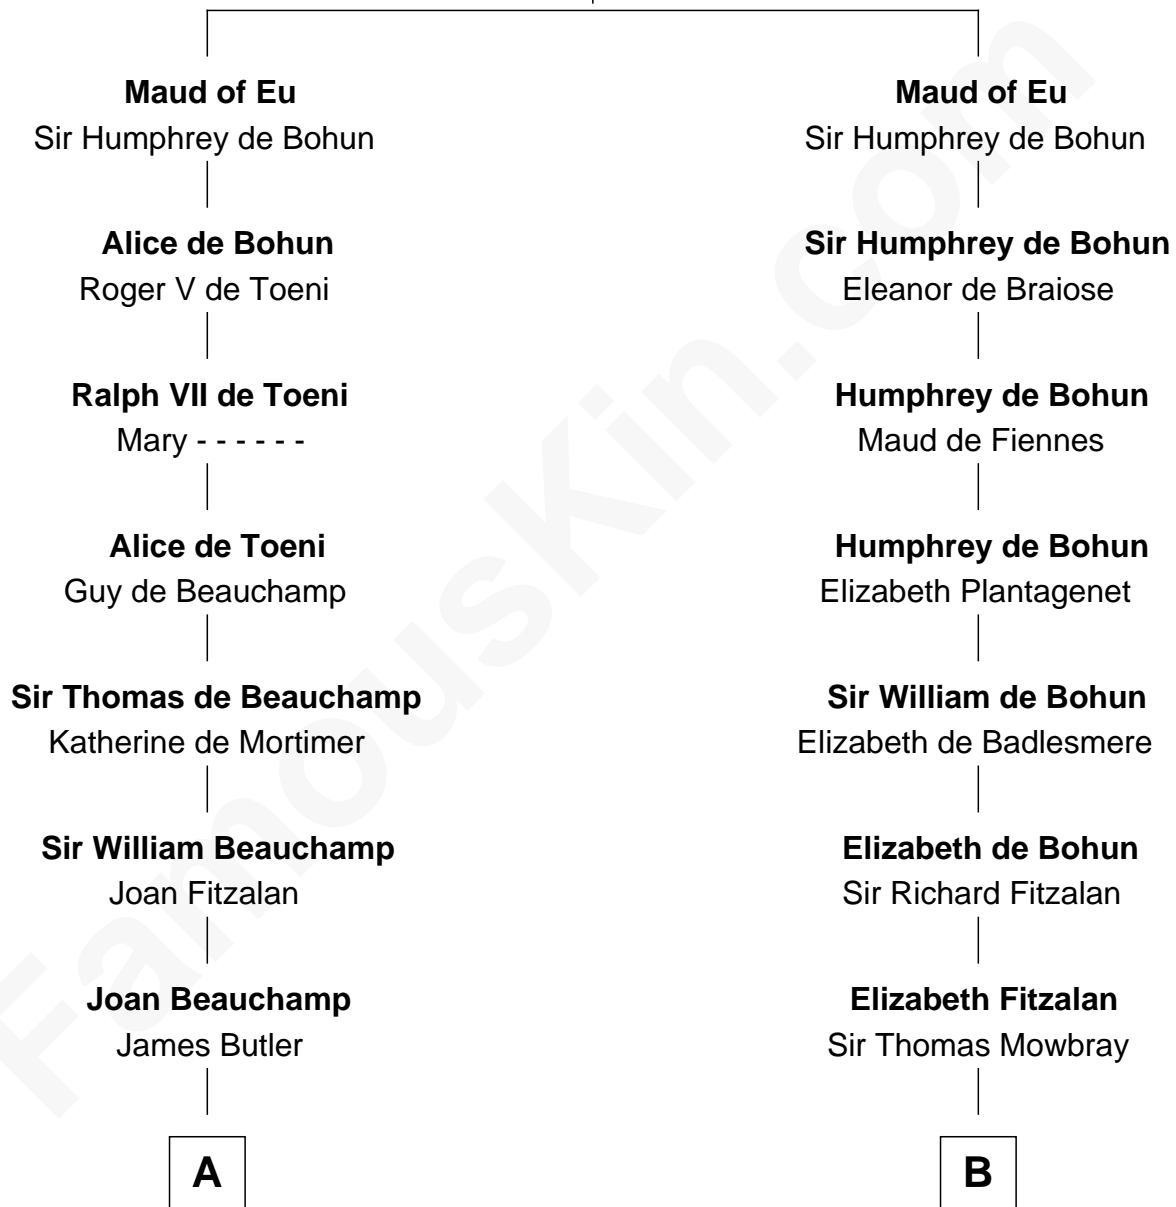 Maud of Eu
Sir Humphrey de Bohun
Alice de Bohun
Roger V de Toeni
Ralph VII de Toeni
Mary - - - - - -
Alice de Toeni
Guy de Beauchamp
Sir Thomas de Beauchamp
Katherine de Mortimer
Sir William Beauchamp
Joan Fitzalan
Joan Beauchamp
James Butler
A
Maud of Eu
Sir Humphrey de Bohun
Sir Humphrey de Bohun
Eleanor de Braiose
Humphrey de Bohun
Maud de Fiennes
Humphrey de Bohun
Elizabeth Plantagenet
Sir William de Bohun
Elizabeth de Badlesmere
Elizabeth de Bohun
Sir Richard Fitzalan
Elizabeth Fitzalan
Sir Thomas Mowbray
B
FamousKin.com